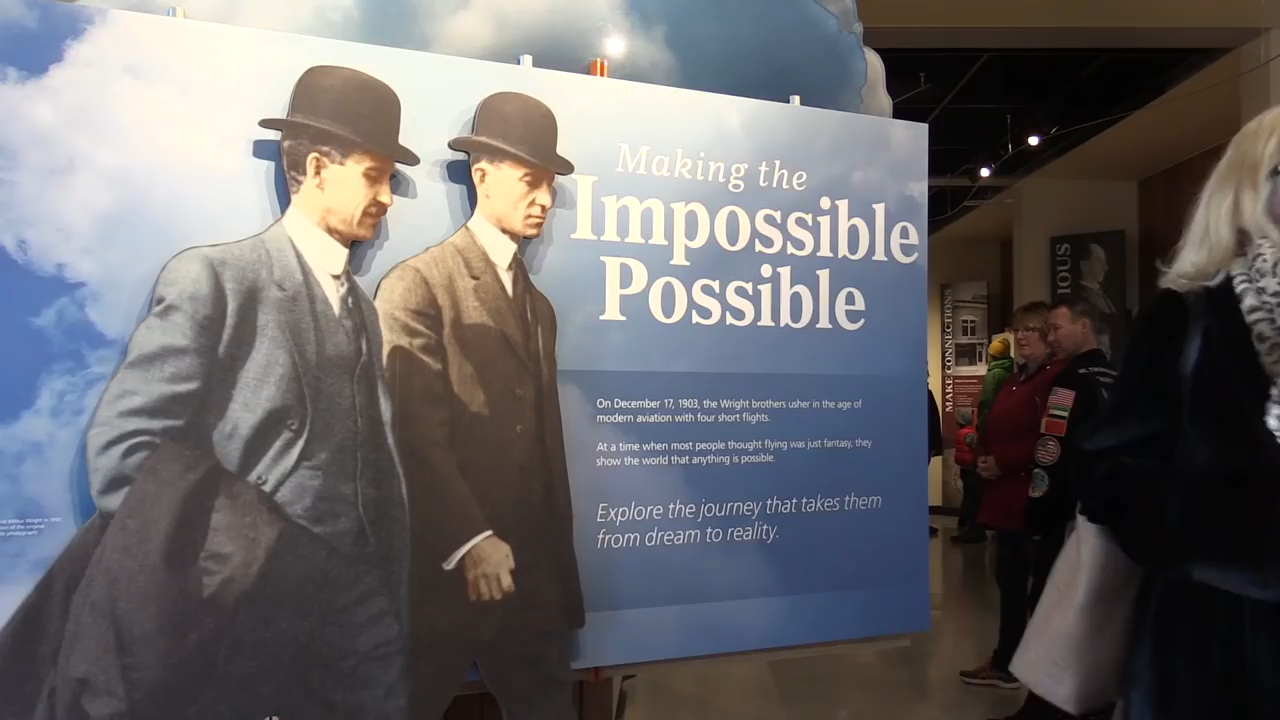 Making the
Impossible
Possible
On December 17, 1903, the Wright brothers usher in the age of
modern aviation with four short flights.
At a time when most people thought flying was just fantasy, they
show the world that anything is possible.
Explore the journey that takes them
from dream to reality.
MAKE CONNECTIONS
IOUS